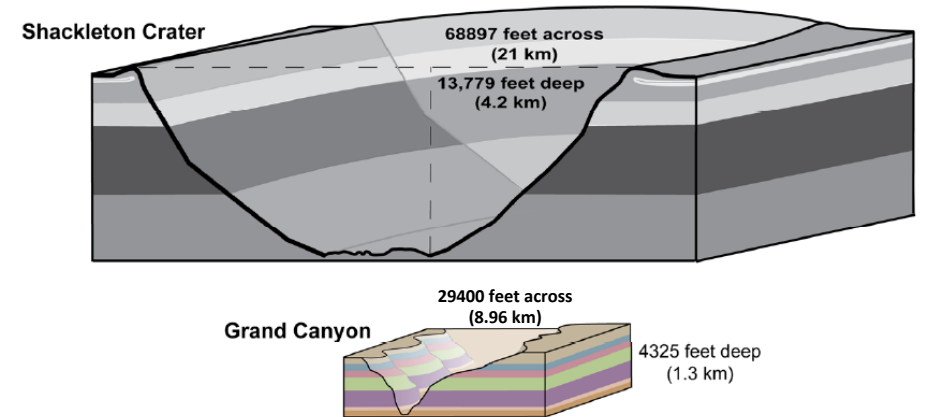 Shackleton Crater
68897 feet across
(21 km)
13,779 feet deep
(4.2 km)
29400 feet across
(8.96 km)
Grand Canyon
4325 feet deep
(1.3 km)